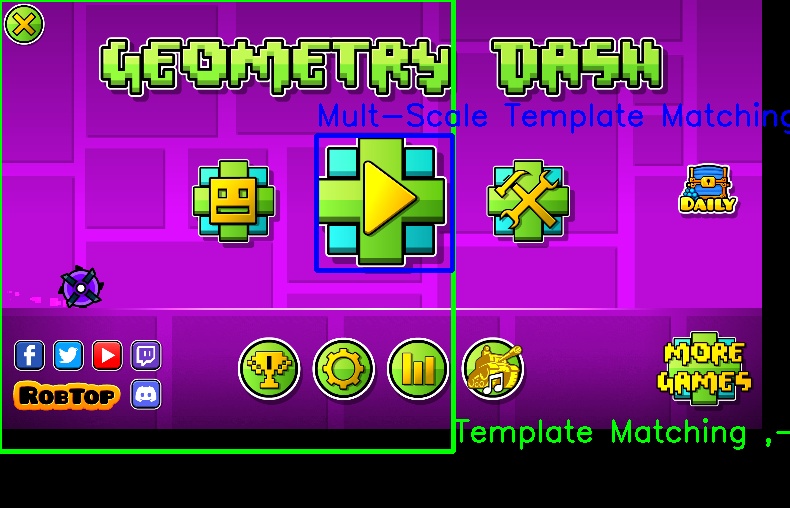 GEOMETRY DASH
Mult-Scale Template Matching
DAILY
f
ROBTOP
MORE
GAMES
Template Matching ,-